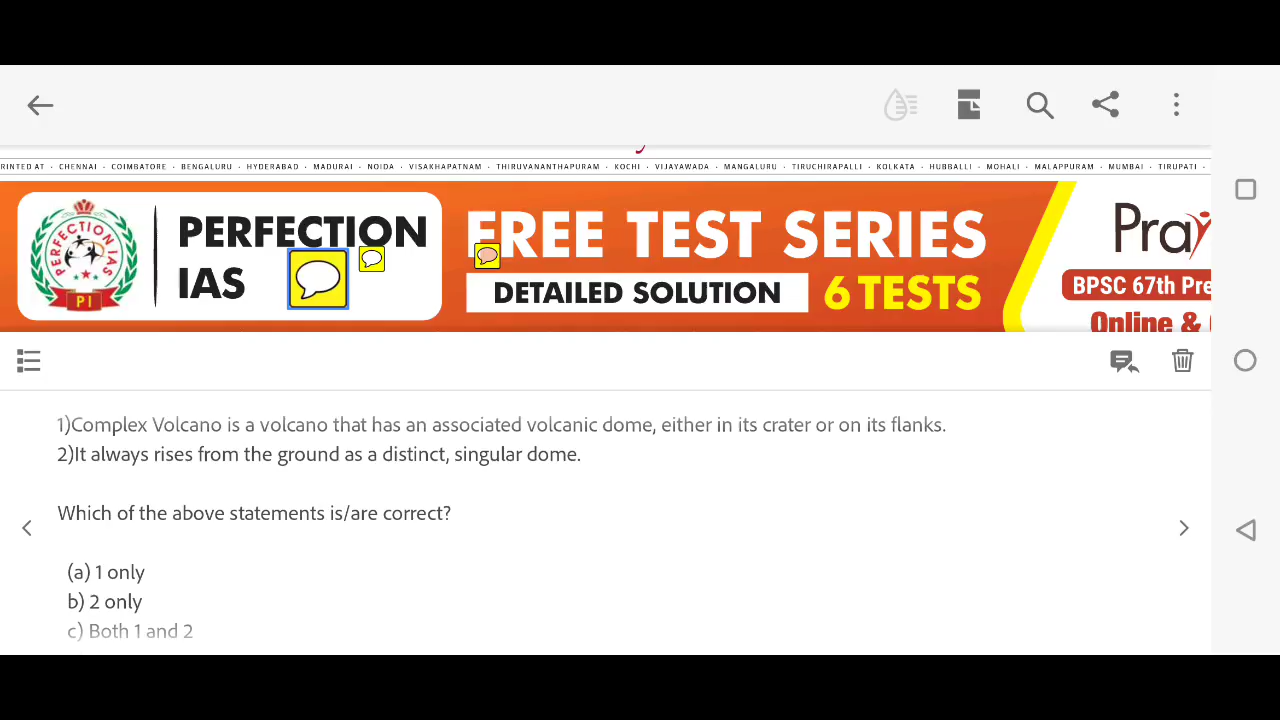 RINTED AT · CHENNAI · COIMBATORE · BENGALURU · HYDERABAD · MADURAI · NOIDA · VISAKHAPATNAM · THIRUVANANTHAPURAM · KOCHI · VIJAYAWADA · MANGALURU · TIRUCHIRAPALLI · KOLKATA · HUBBALLI · MOHALI · MALAPPURAM · MUMBAI · TIRUPATI ·
PERFECTION IAS
PI
PERFECTION
IAS
FREE TEST SERIES
DETAILED SOLUTION
6 TESTS
Pray
BPSC 67th Pre
Online &
1)Complex Volcano is a volcano that has an associated volcanic dome, either in its crater or on its flanks.
2)It always rises from the ground as a distinct, singular dome.
Which of the above statements is/are correct?
(a) 1 only
b) 2 only
c) Both 1 and 2